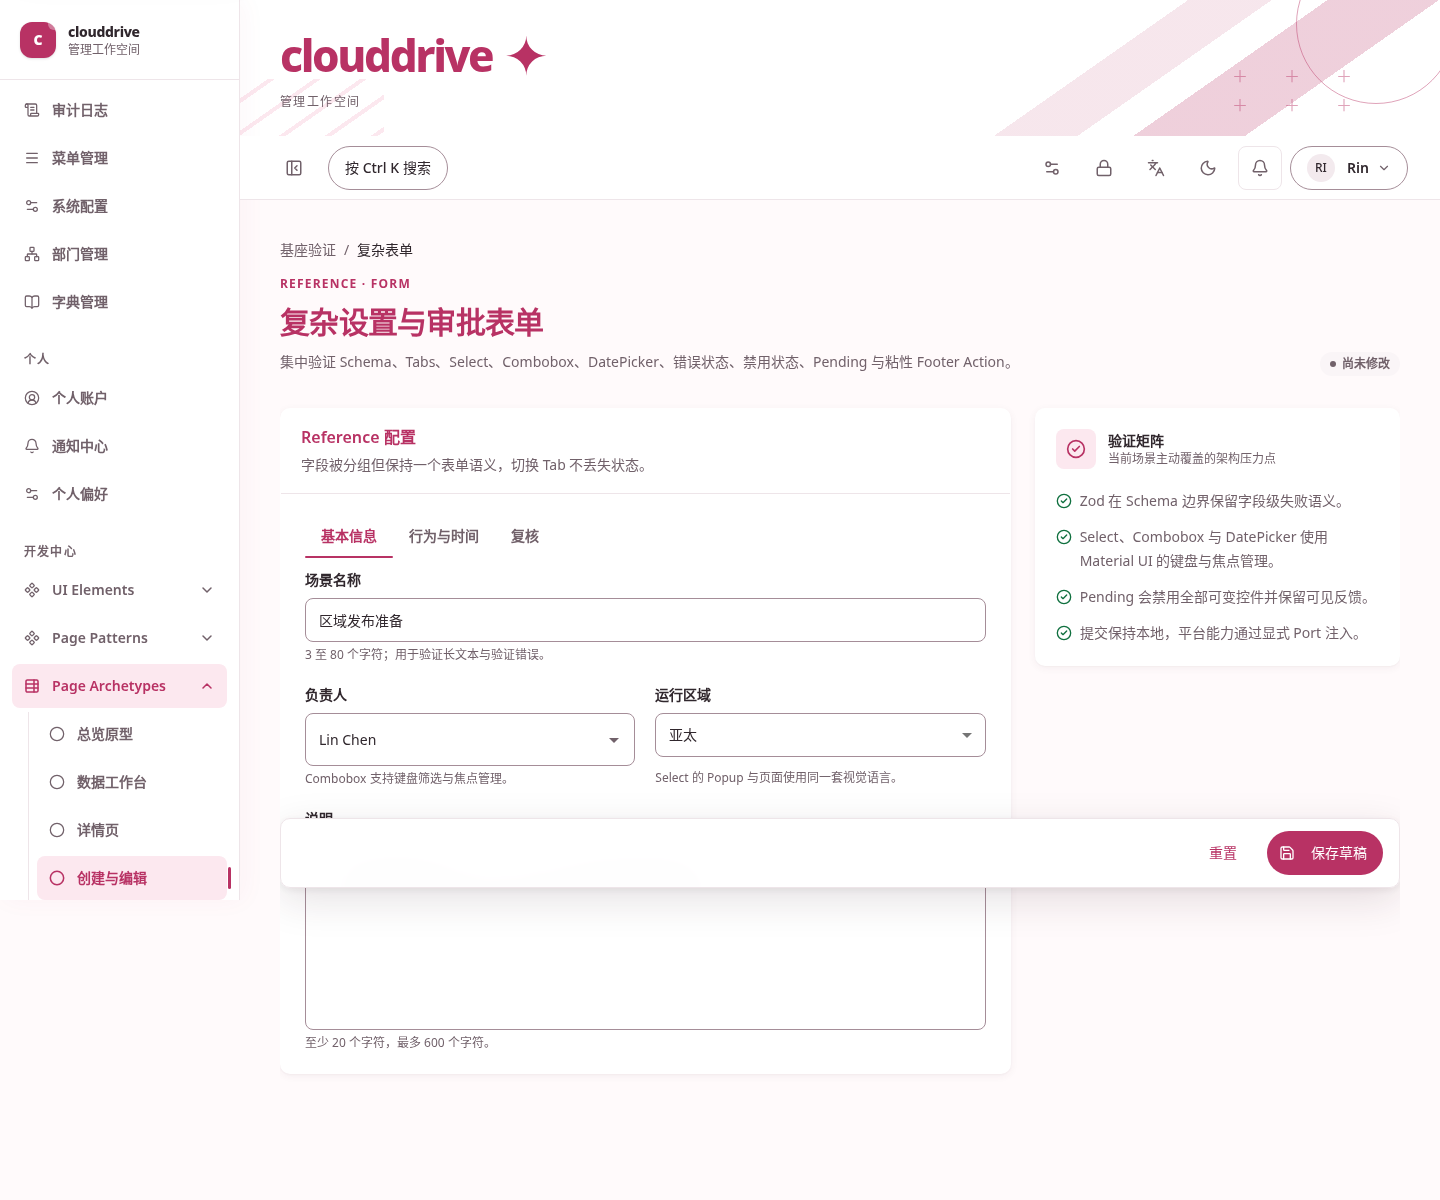 c
clouddrive
管理工作空间
审计日志
菜单管理
系统配置
部门管理
字典管理
个人
个人账户
通知中心
个人偏好
开发中心
UI Elements
Page Patterns
Page Archetypes
总览原型
数据工作台
详情页
创建与编辑
clouddrive
管理工作空间
按 Ctrl K 搜索
RI
Rin
基座验证 / 复杂表单
REFERENCE · FORM
复杂设置与审批表单
集中验证 Schema、Tabs、Select、Combobox、DatePicker、错误状态、禁用状态、Pending 与粘性 Footer Action。
尚未修改
Reference 配置
字段被分组但保持一个表单语义，切换 Tab 不丢失状态。
基本信息
行为与时间
复核
场景名称
区域发布准备
3 至 80 个字符；用于验证长文本与验证错误。
负责人
运行区域
Lin Chen
亚太
Combobox 支持键盘筛选与焦点管理。
Select 的 Popup 与页面使用同一套视觉语言。
说明
重置
保存草稿
至少 20 个字符，最多 600 个字符。
验证矩阵
当前场景主动覆盖的架构压力点
Zod 在 Schema 边界保留字段级失败语义。
Select、Combobox 与 DatePicker 使用
Material UI 的键盘与焦点管理。
Pending 会禁用全部可变控件并保留可见反馈。
提交保持本地，平台能力通过显式 Port 注入。